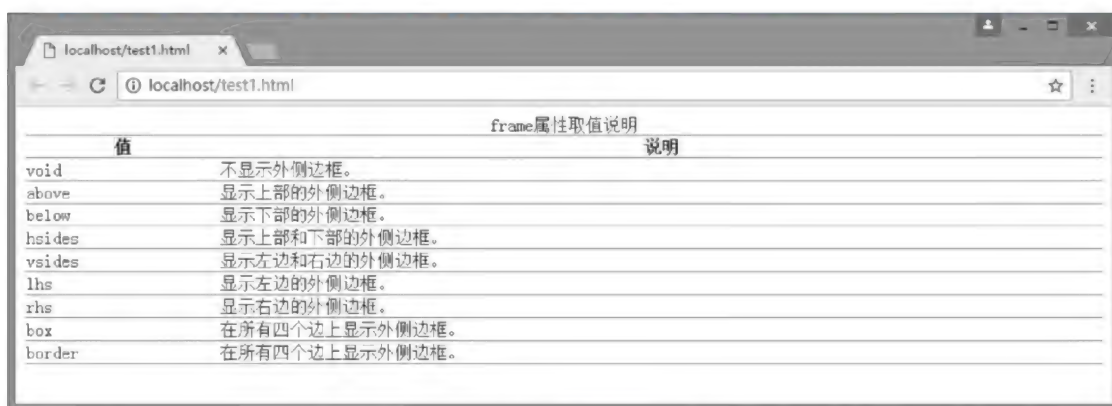 localhost/test1.html
localhost/test1.html
frame属性取值说明
值 说明
void 不显示外侧边框。
above 显示上部的外侧边框。
below 显示下部的外侧边框。
hsides 显示上部和下部的外侧边框。
vsides 显示左边和右边的外侧边框。
lhs 显示左边的外侧边框。
rhs 显示右边的外侧边框。
box 在所有四个边上显示外侧边框。
border 在所有四个边上显示外侧边框。